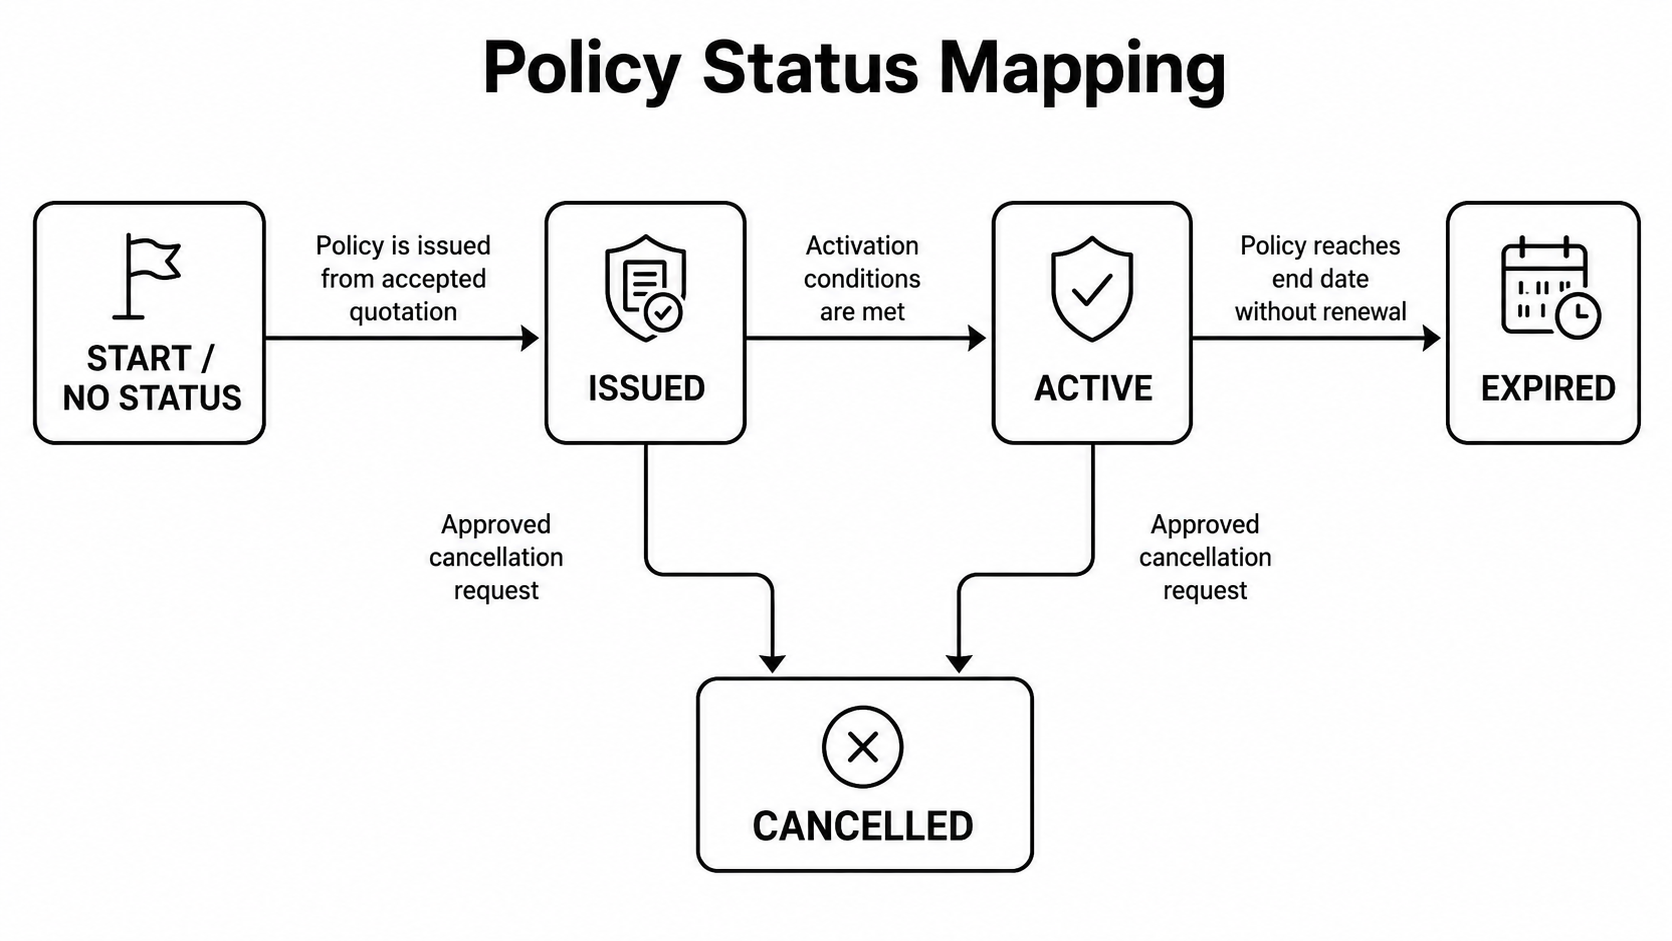 Policy Status Mapping
START /
NO STATUS
Policy is issued
from accepted
quotation
ISSUED
Activation
conditions
are met
ACTIVE
Policy reaches
end date
without renewal
EXPIRED
Approved
cancellation
request
Approved
cancellation
request
CANCELLED